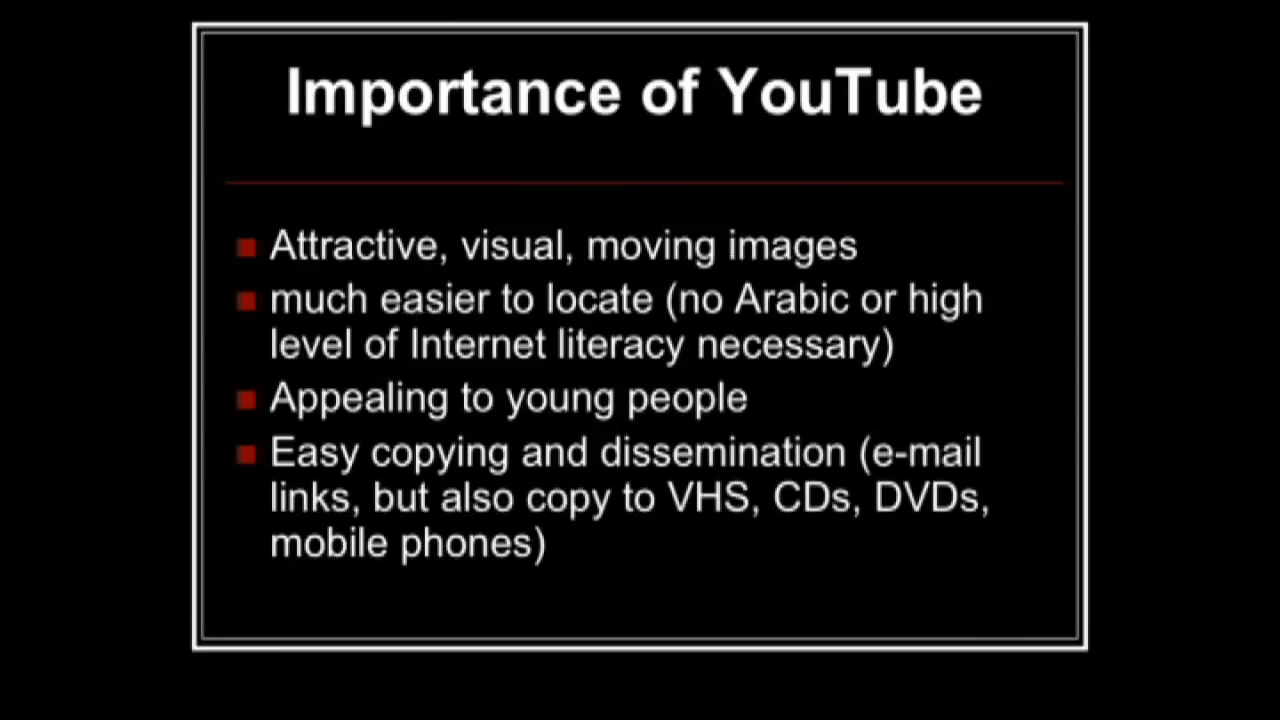 Importance of YouTube
Attractive, visual, moving images
much easier to locate (no Arabic or high
level of Internet literacy necessary)
Appealing to young people
Easy copying and dissemination (e-mail
links, but also copy to VHS, CDs, DVDs,
mobile phones)